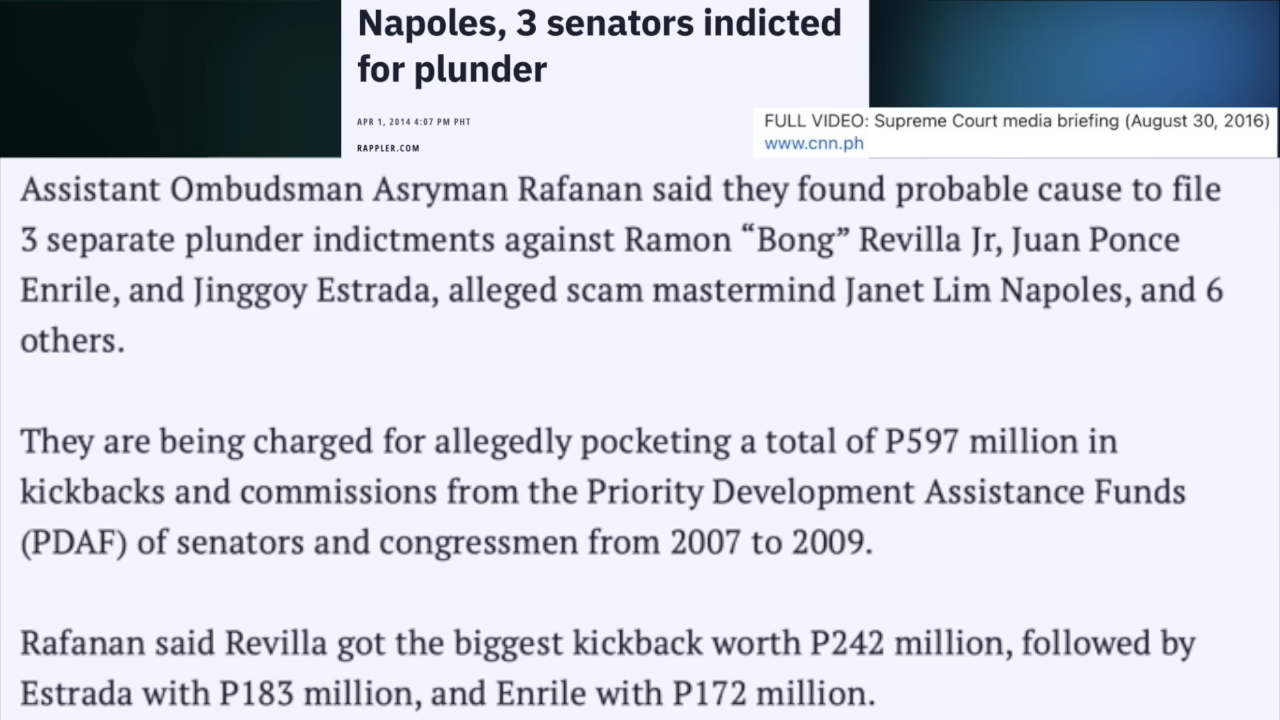 Napoles, 3 senators indicted
for plunder
APR 1, 2014 4:07 PM PHT
RAPPLER.COM
FULL VIDEO: Supreme Court media briefing (August 30, 2016)
www.cnn.ph
Assistant Ombudsman Asryman Rafanan said they found probable cause to file
3 separate plunder indictments against Ramon “Bong” Revilla Jr, Juan Ponce
Enrile, and Jinggoy Estrada, alleged scam mastermind Janet Lim Napoles, and 6
others.
They are being charged for allegedly pocketing a total of P597 million in
kickbacks and commissions from the Priority Development Assistance Funds
(PDAF) of senators and congressmen from 2007 to 2009.
Rafanan said Revilla got the biggest kickback worth P242 million, followed by
Estrada with P183 million, and Enrile with P172 million.